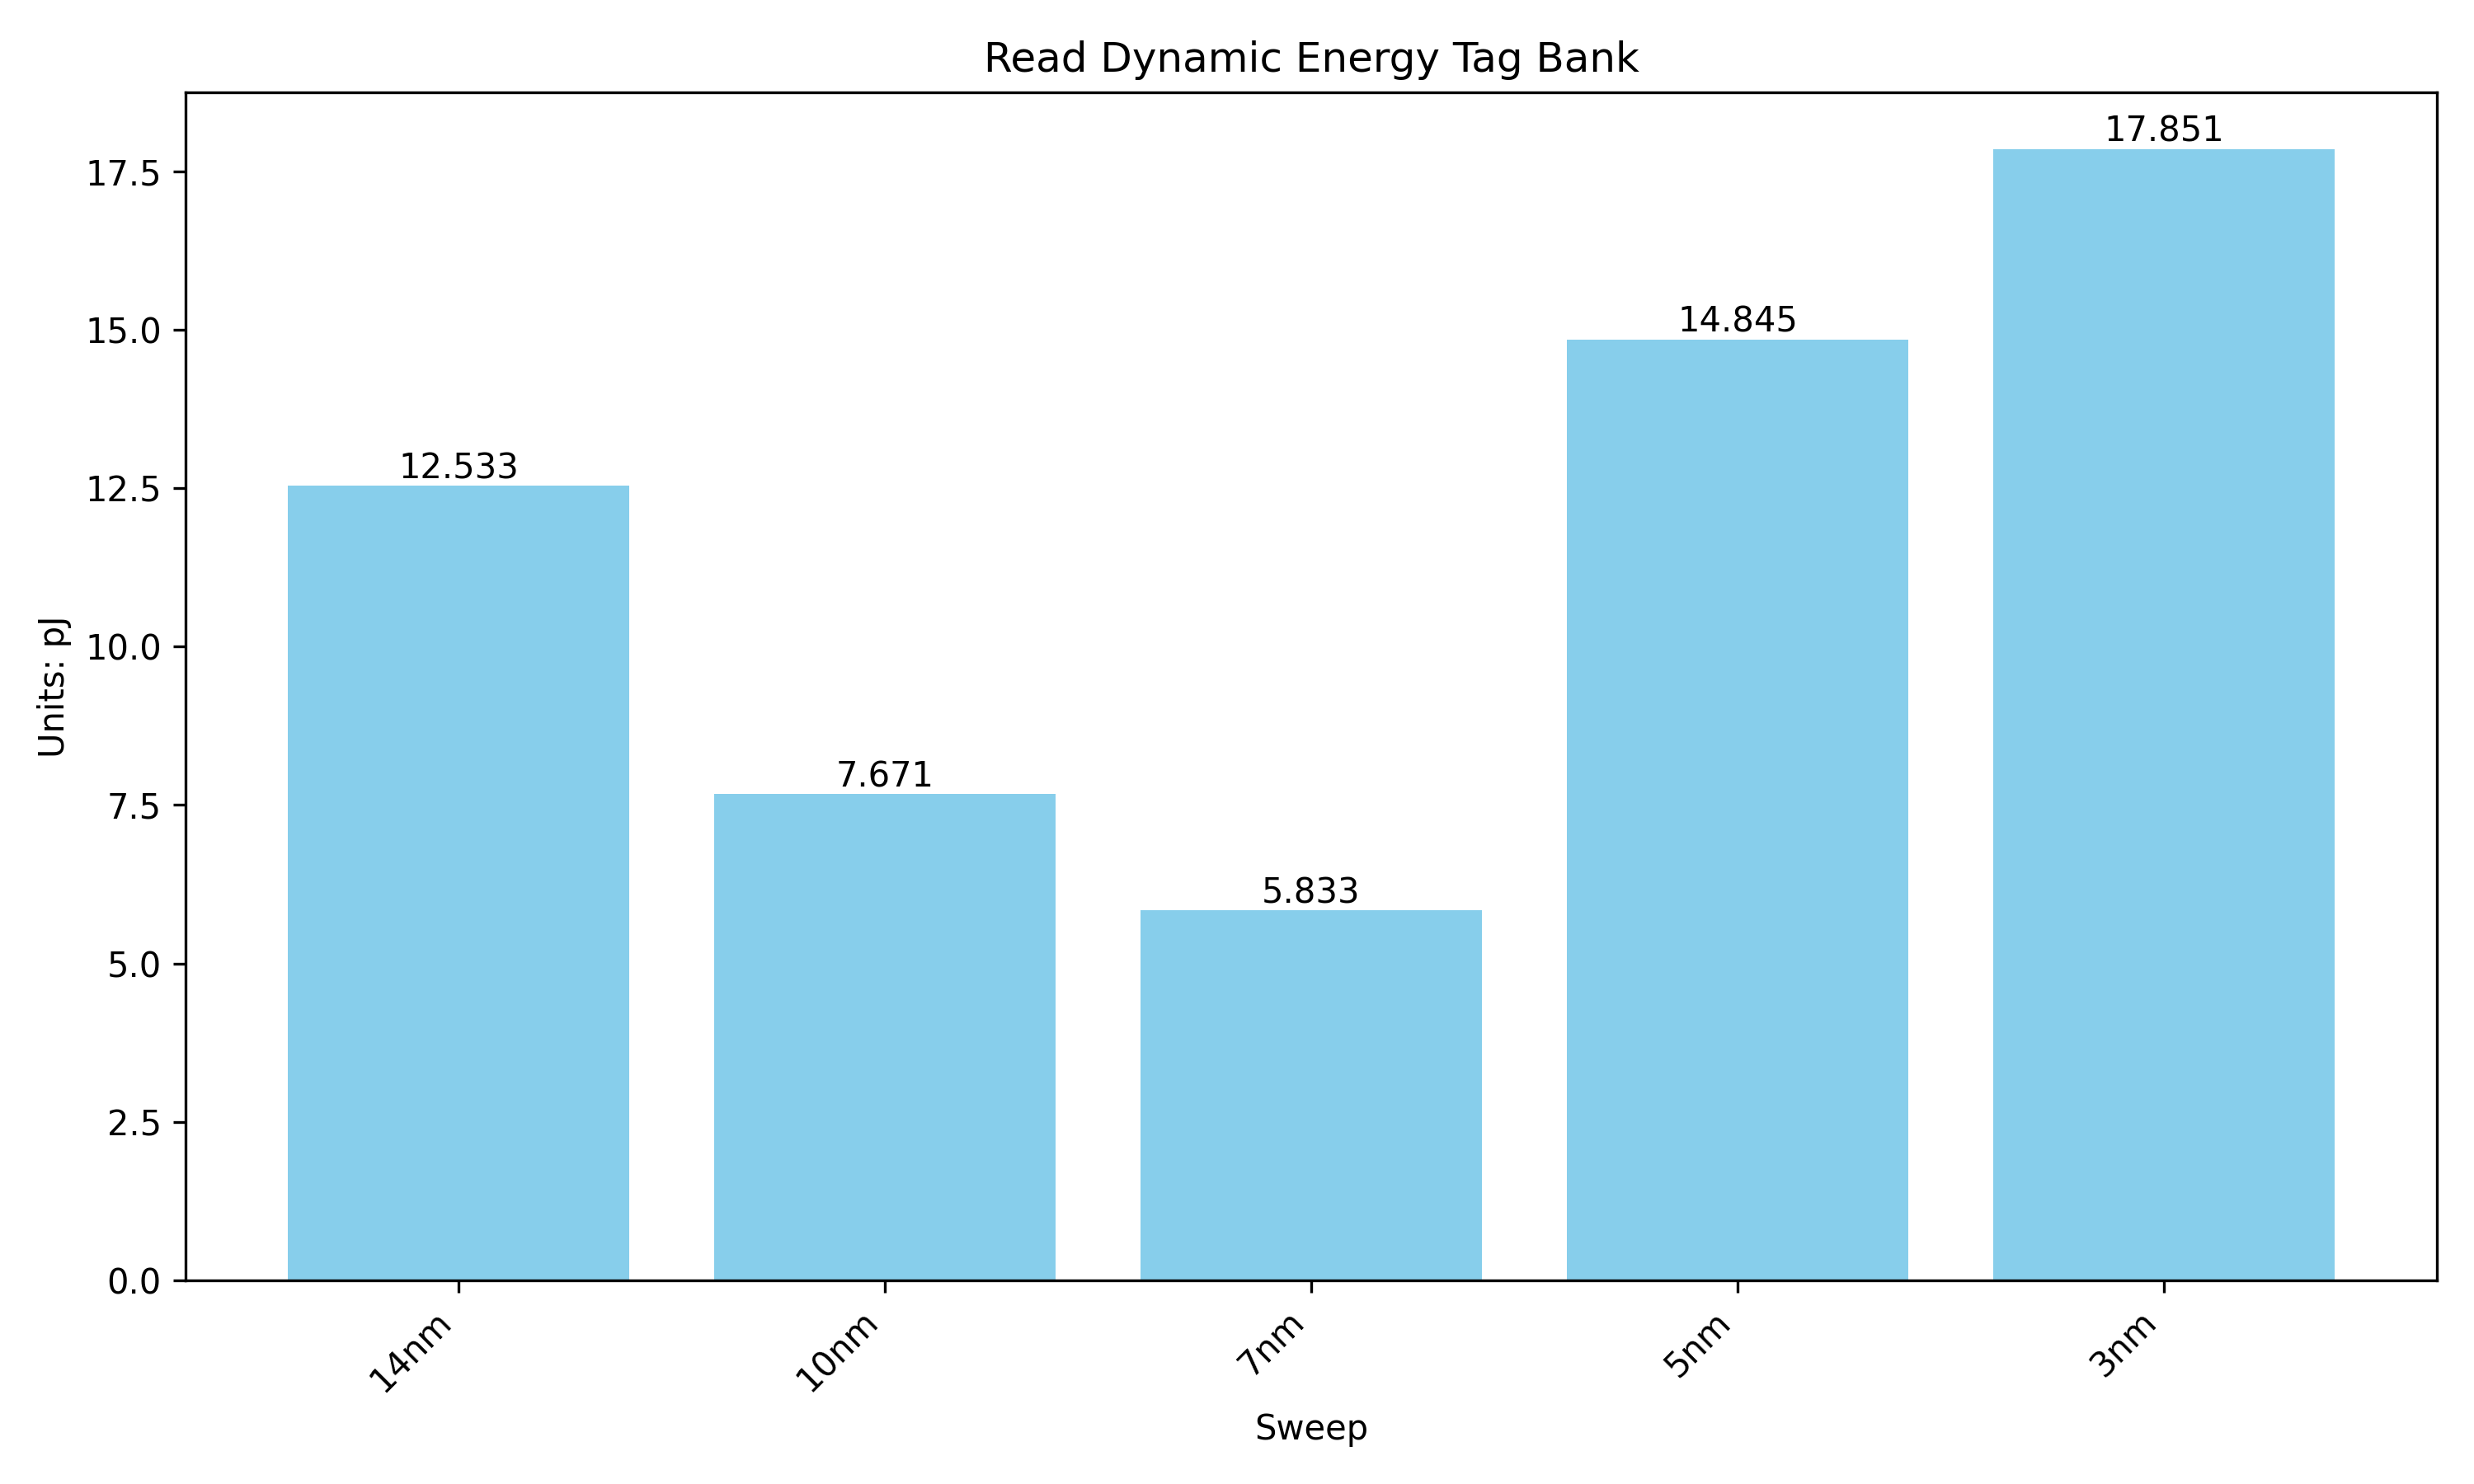 Read Dynamic Energy Tag Bank
Units: pJ
17.5
15.0
12.5
10.0
7.5
5.0
2.5
0.0
12.533
7.671
5.833
14.845
17.851
14nm
10nm
7nm
5nm
3nm
Sweep